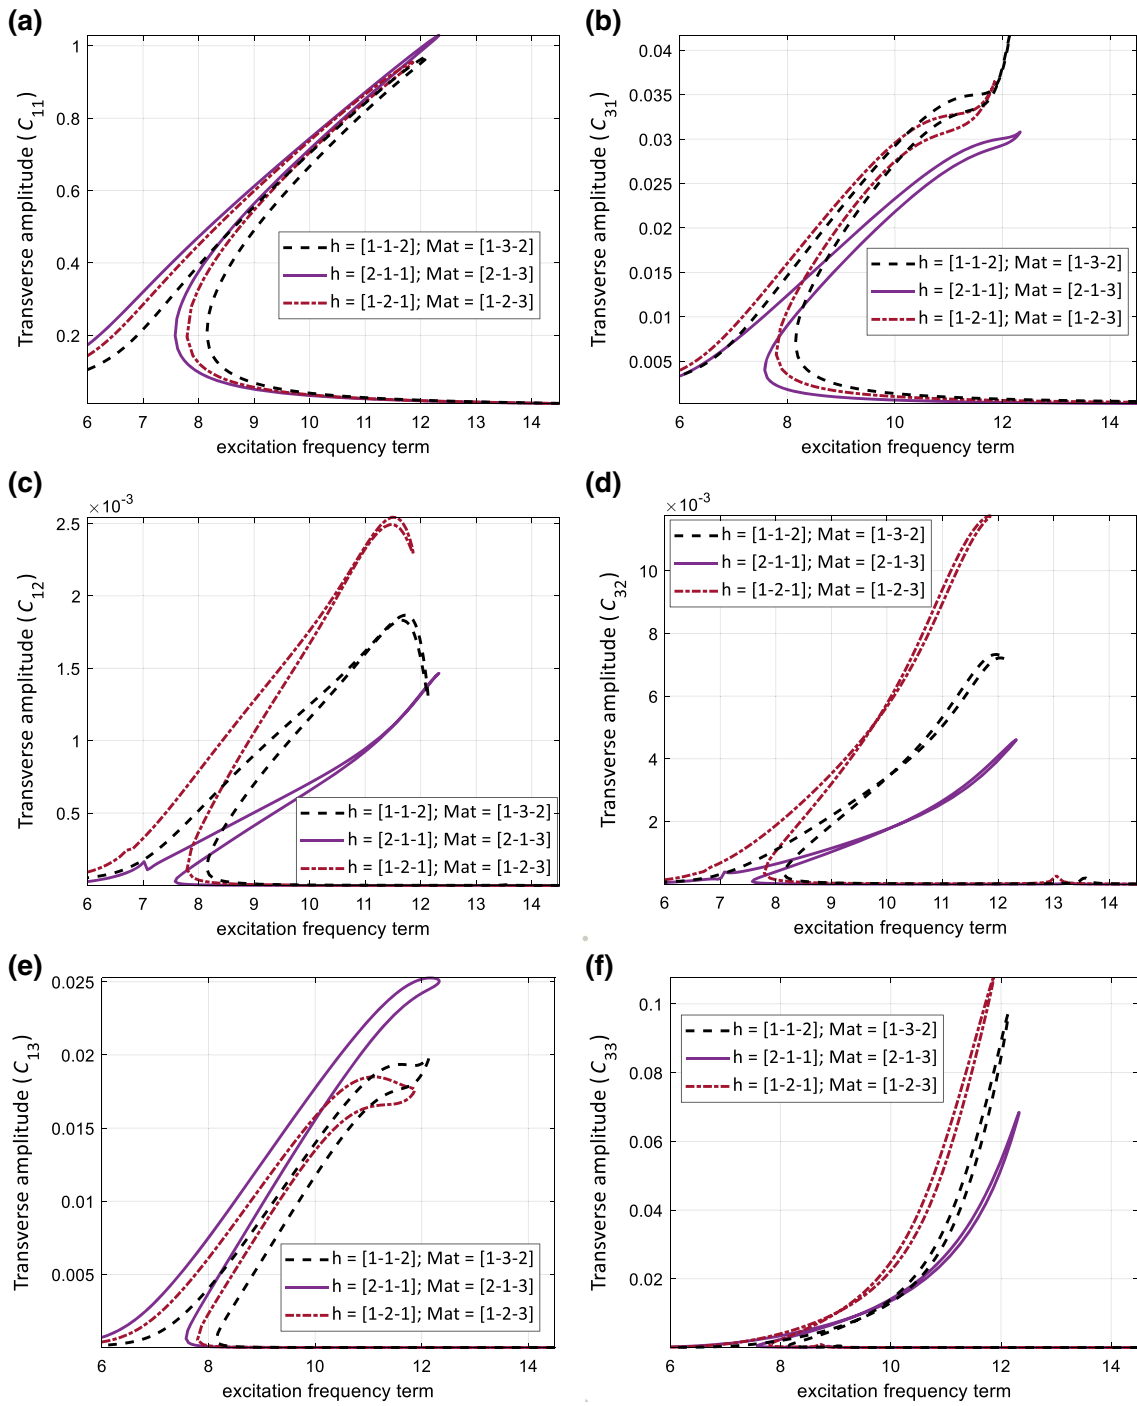 (a)
1
0.8
0.6
0.4
0.2
Transverse amplitude (C11)
h = [1-1-2]; Mat = [1-3-2]
h = [2-1-1]; Mat = [2-1-3]
h = [1-2-1]; Mat = [1-2-3]
6 7 8 9 10 11 12 13 14
excitation frequency term
(b)
0.04
0.035
0.03
0.025
0.02
0.015
0.01
0.005
Transverse amplitude (C31)
h = [1-1-2]; Mat = [1-3-2]
h = [2-1-1]; Mat = [2-1-3]
h = [1-2-1]; Mat = [1-2-3]
6 8 10 12 14
excitation frequency term
(c)
×10-3
2.5
2
1.5
1
0.5
Transverse amplitude (C12)
h = [1-1-2]; Mat = [1-3-2]
h = [2-1-1]; Mat = [2-1-3]
h = [1-2-1]; Mat = [1-2-3]
6 7 8 9 10 11 12 13 14
excitation frequency term
(d)
×10-3
10
8
6
4
2
Transverse amplitude (C32)
h = [1-1-2]; Mat = [1-3-2]
h = [2-1-1]; Mat = [2-1-3]
h = [1-2-1]; Mat = [1-2-3]
6 7 8 9 10 11 12 13 14
excitation frequency term
(e)
0.025
0.02
0.015
0.01
0.005
Transverse amplitude (C13)
h = [1-1-2]; Mat = [1-3-2]
h = [2-1-1]; Mat = [2-1-3]
h = [1-2-1]; Mat = [1-2-3]
6 8 10 12 14
excitation frequency term
(f)
0.1
0.08
0.06
0.04
0.02
Transverse amplitude (C33)
h = [1-1-2]; Mat = [1-3-2]
h = [2-1-1]; Mat = [2-1-3]
h = [1-2-1]; Mat = [1-2-3]
6 8 10 12 14
excitation frequency term